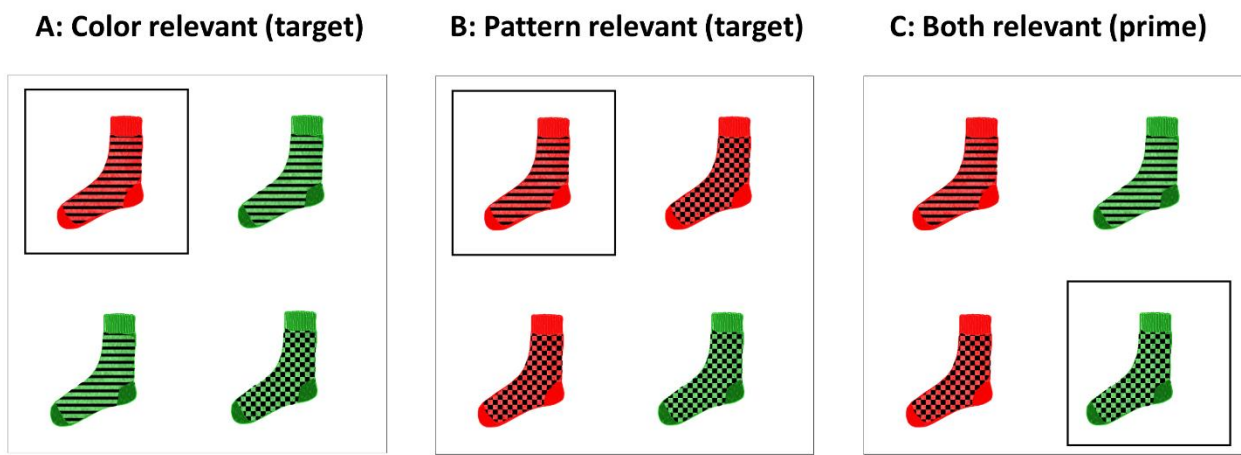 A: Color relevant (target)
B: Pattern relevant (target)
C: Both relevant (prime)